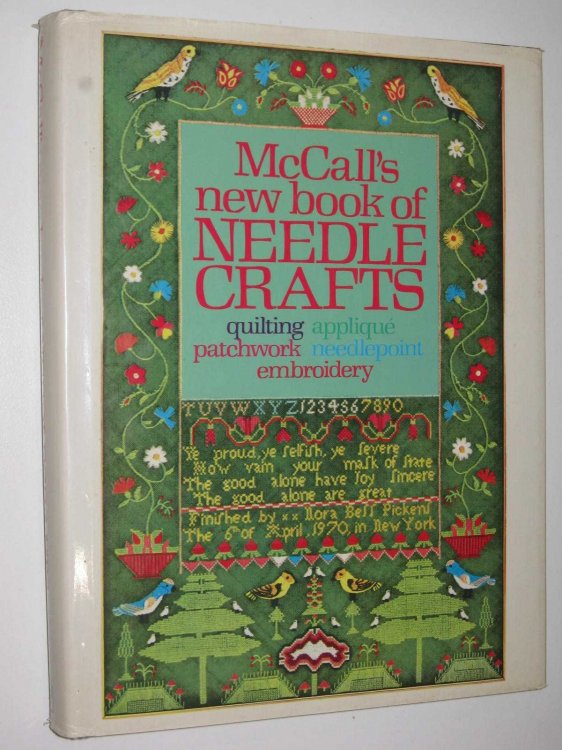 McCall's
new book of
NEEDLE
CRAFTS
quilting appliqué
patchwork needlepoint
embroidery
TUVWXYZ1234567890
Ye proud, ye selfish, ye severe
How vain your mask of state
The good alone have joy sincere
The good alone are great
Finished by xx Nora Bell Pickens
The 6th of April, 1970, in New York